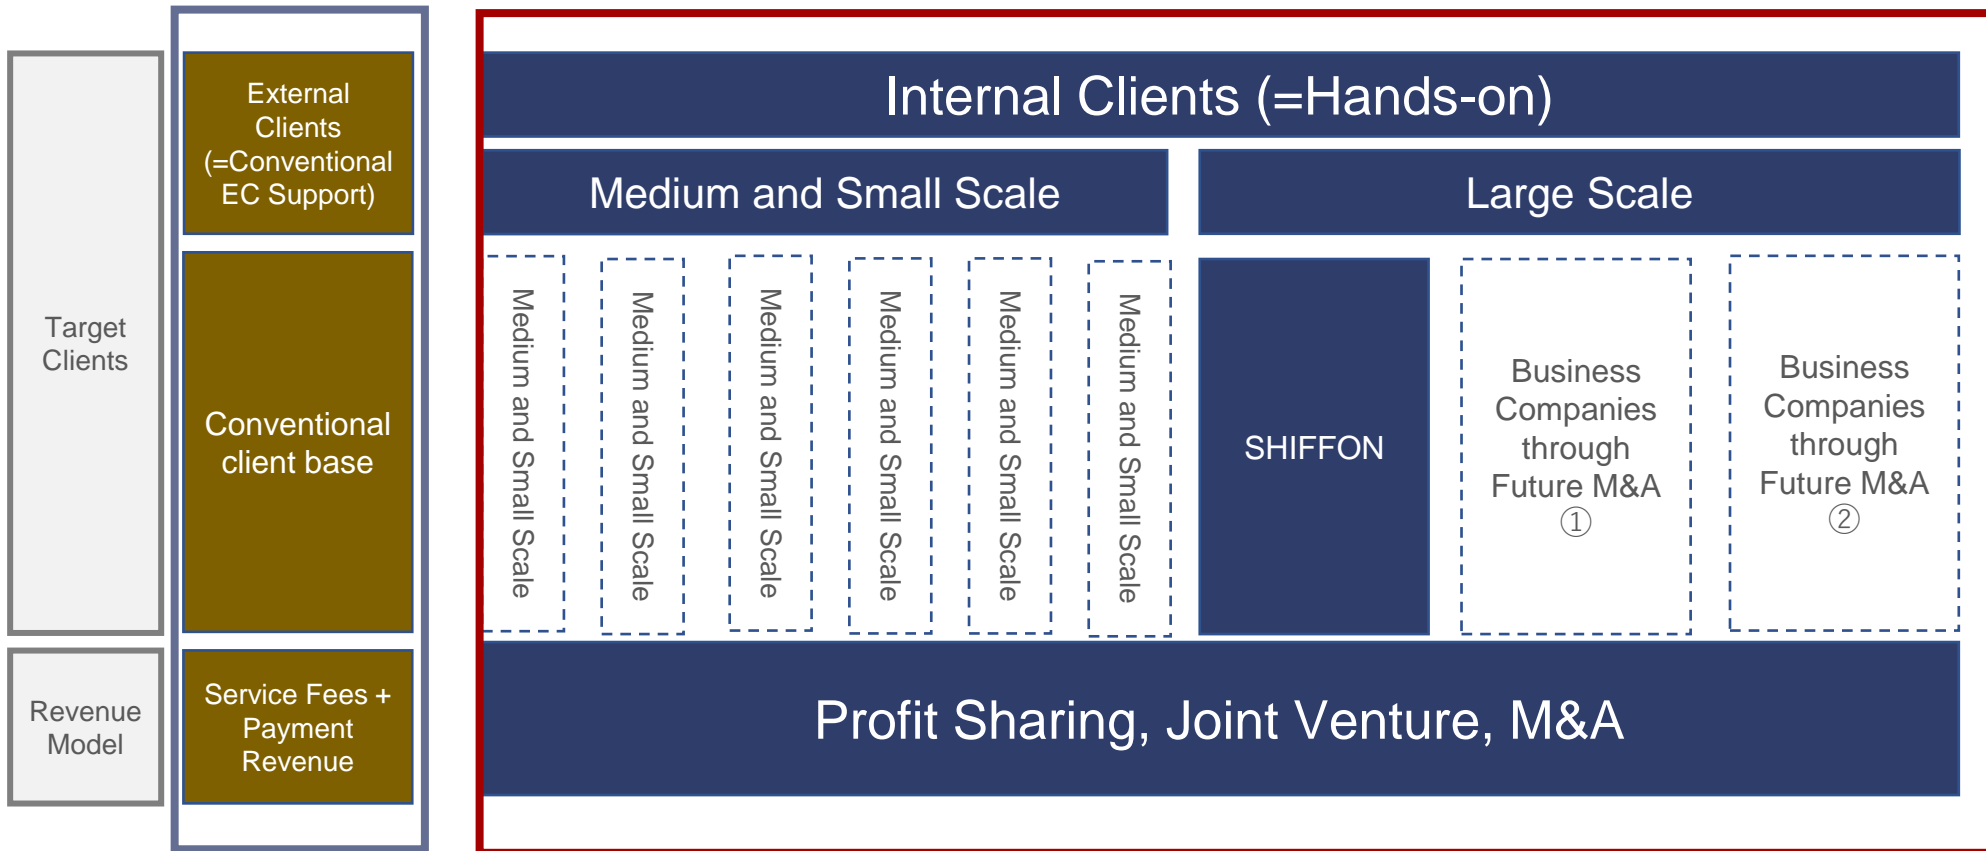 Target
Clients
Revenue
Model
External
Clients
(=Conventional
EC Support)
Conventional
client base
Service Fees +
Payment
Revenue
Internal Clients (=Hands-on)
Medium and Small Scale
Large Scale
Medium and Small Scale
Medium and Small Scale
Medium and Small Scale
Medium and Small Scale
Medium and Small Scale
Medium and Small Scale
SHIFFON
Business
Companies
through
Future M&A
①
Business
Companies
through
Future M&A
②
Profit Sharing, Joint Venture, M&A